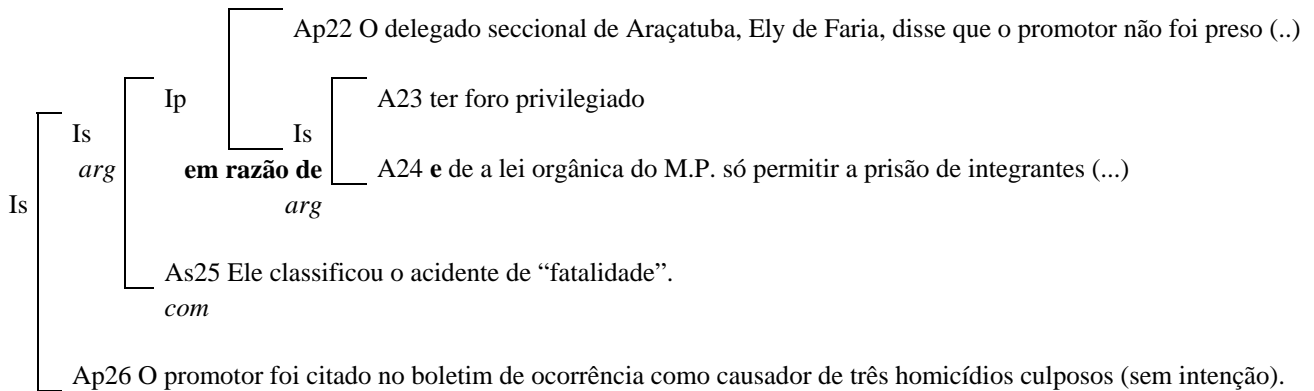 Ap22 O delegado seccional de Araçatuba, Ely de Faria, disse que o promotor não foi preso (..)
Ip A23 ter foro privilegiado
Is Is
arg em razão de A24 e de a lei orgânica do M.P. só permitir a prisão de integrantes (...)
Is arg
As25 Ele classificou o acidente de “fatalidade”.
com
Ap26 O promotor foi citado no boletim de ocorrência como causador de três homicídios culposos (sem intenção).